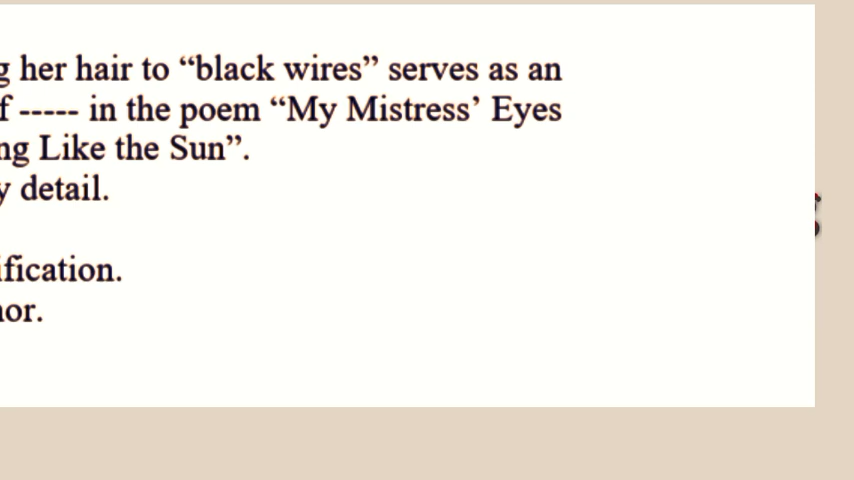 g her hair to “black wires” serves as an
f ----- in the poem “My Mistress’ Eyes
ng Like the Sun”.
y detail.
ification.
or.